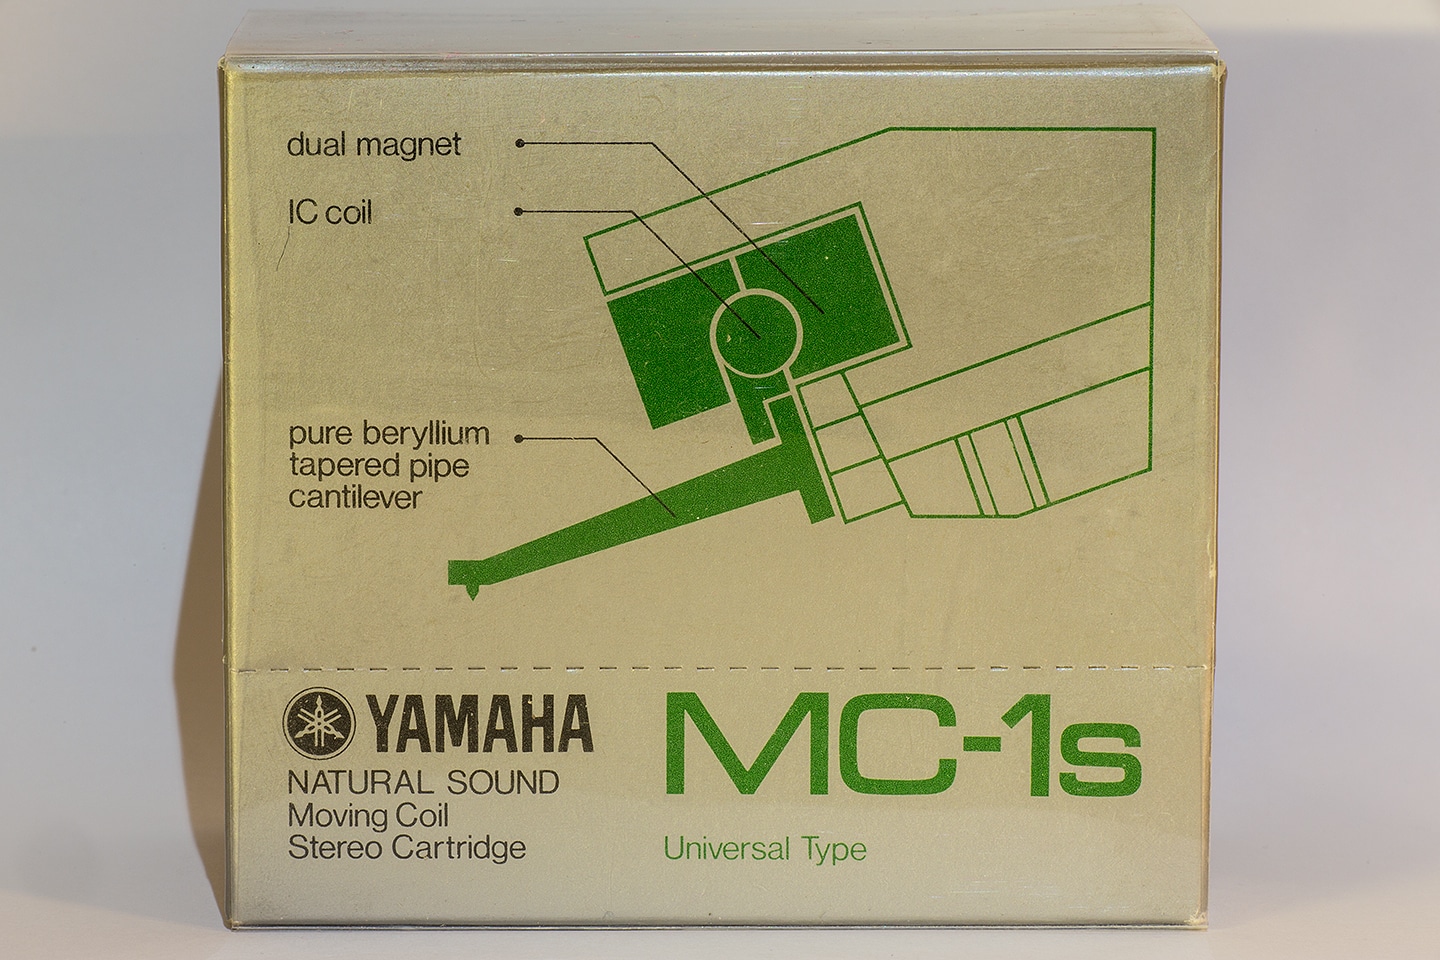 dual magnet
IC coil
pure beryllium
tapered pipe
cantilever
YAMAHA
NATURAL SOUND
Moving Coil
Stereo Cartridge
MC-1s
Universal Type